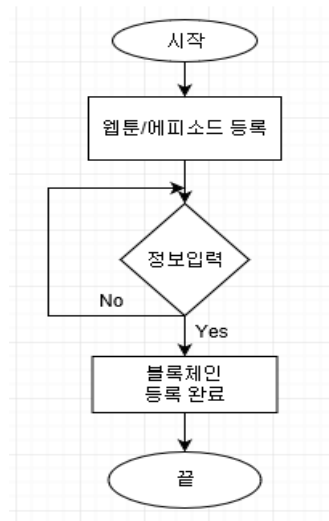 시작
웹툰/에피소드 등록
정보입력
No
Yes
블록체인
등록 완료
끝